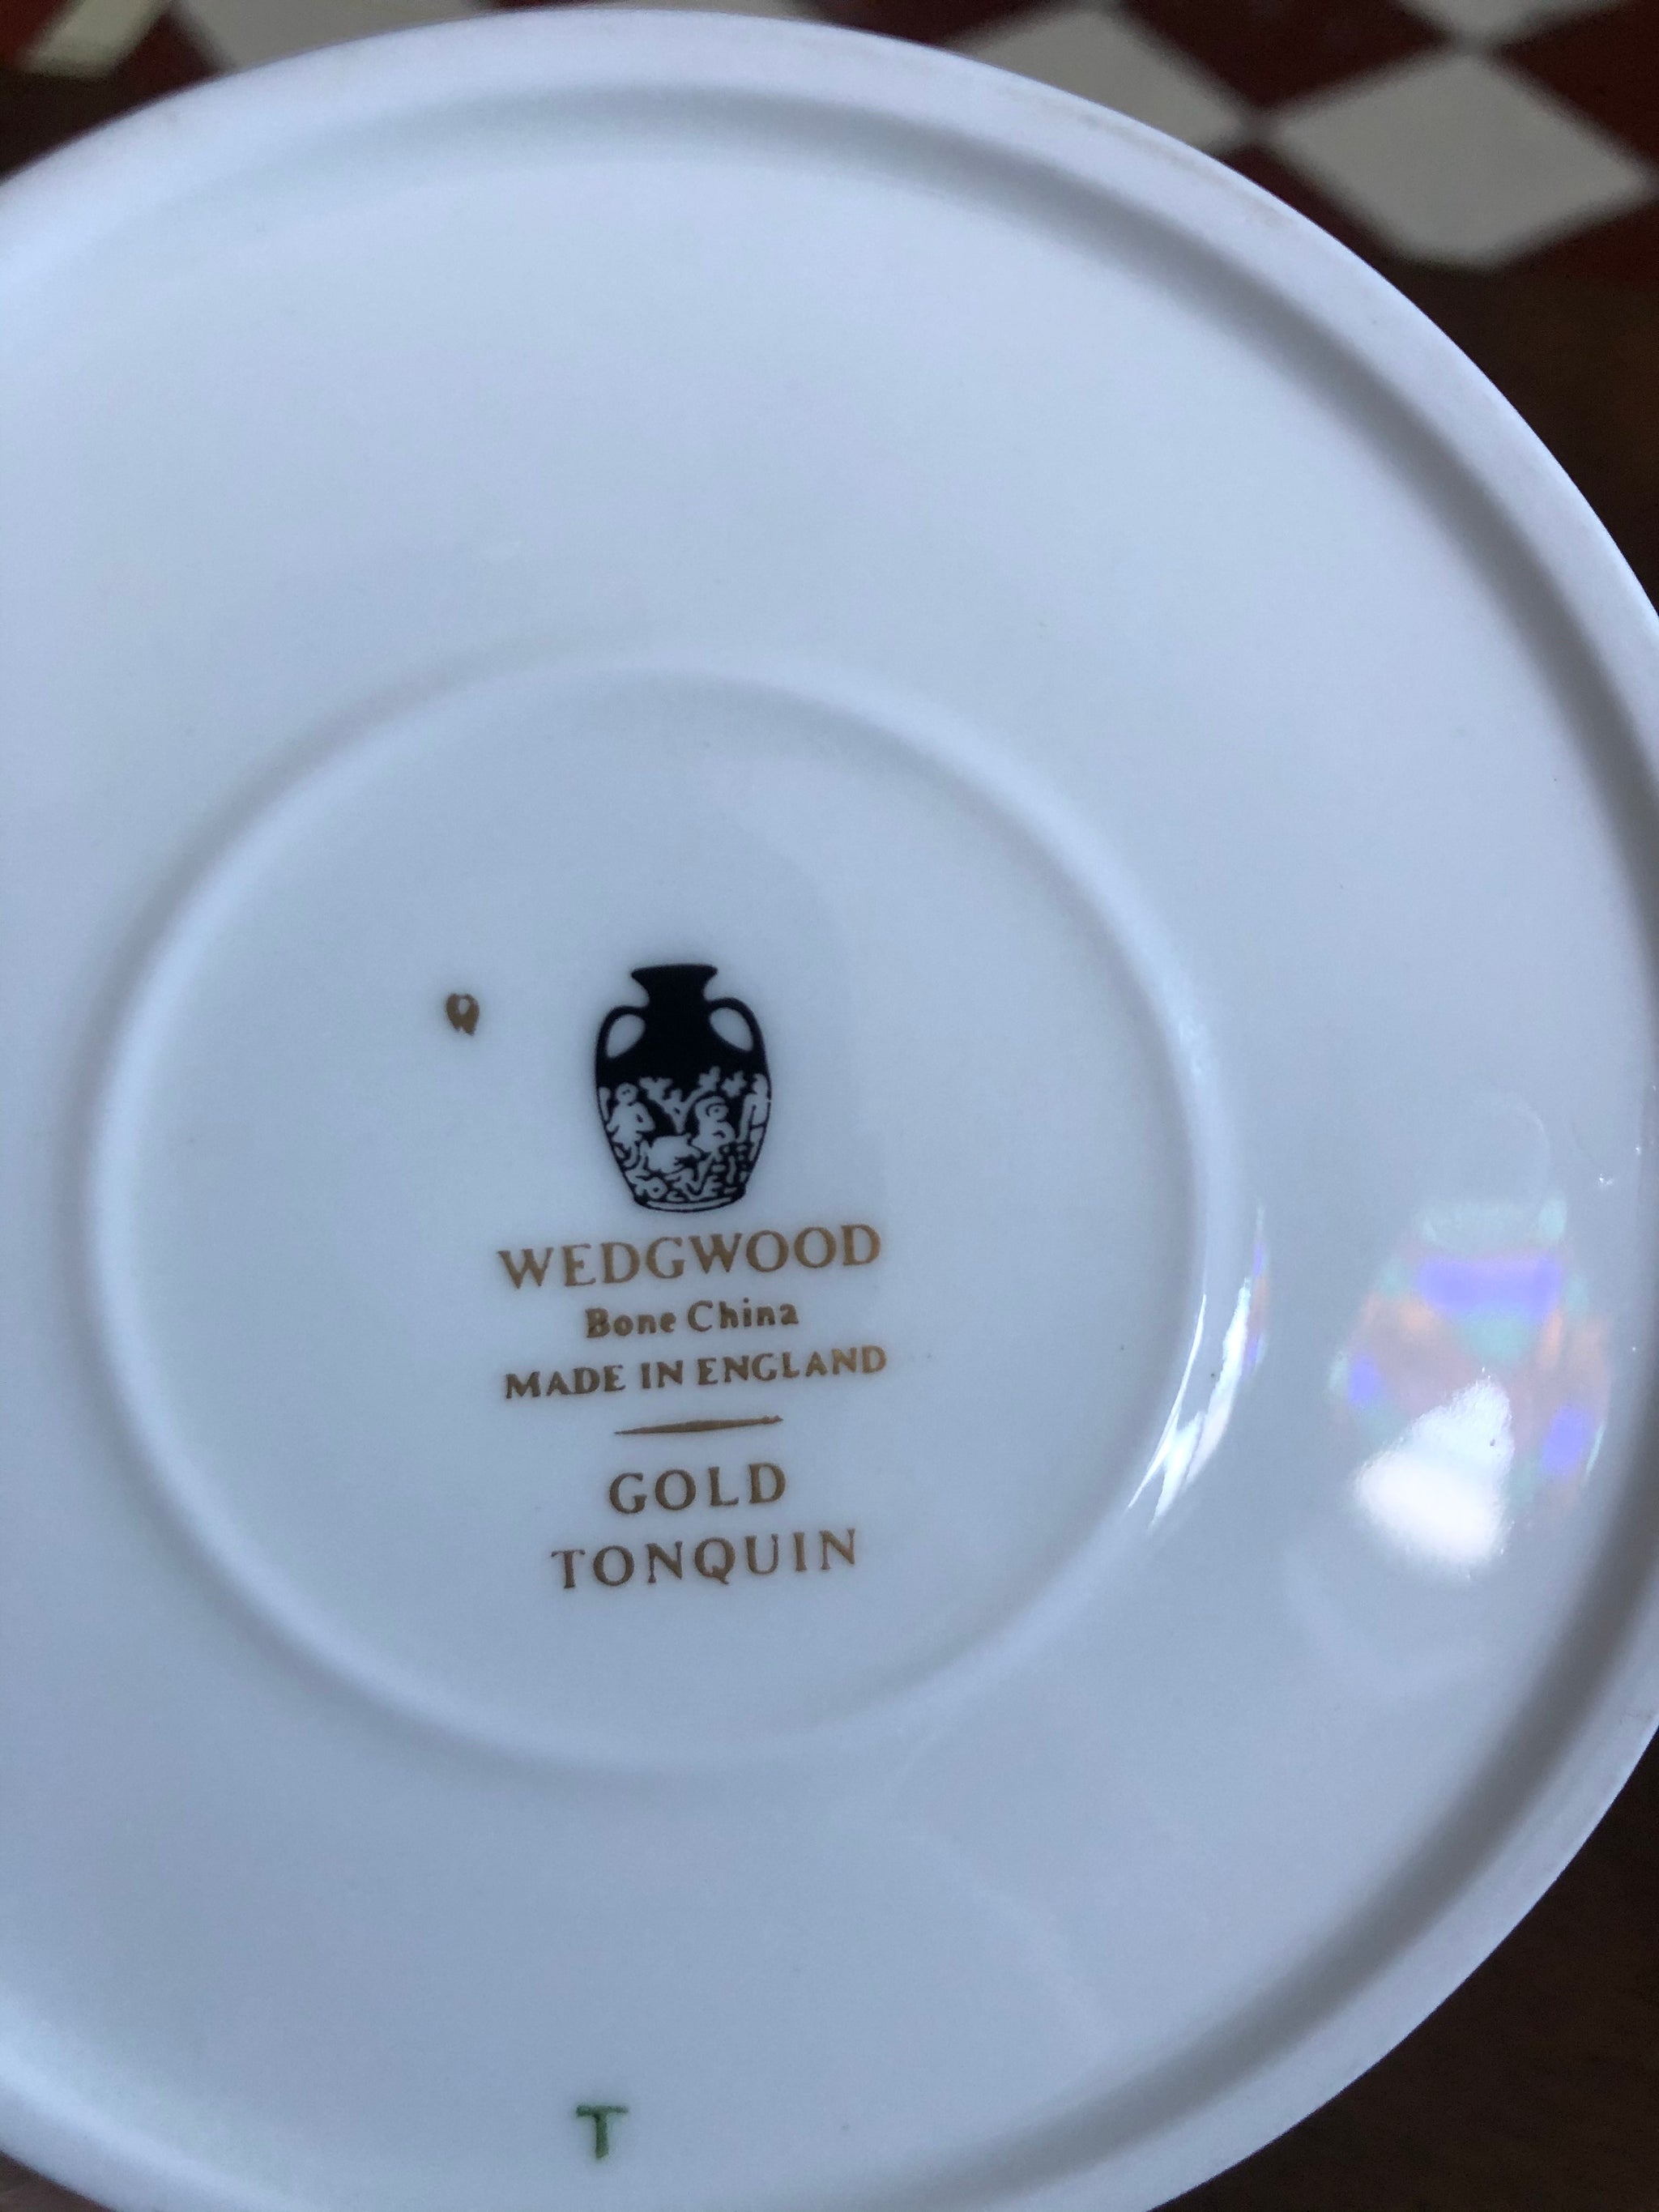 WEDGWOOD
Bone China
MADE IN ENGLAND
GOLD
TONQUIN
T